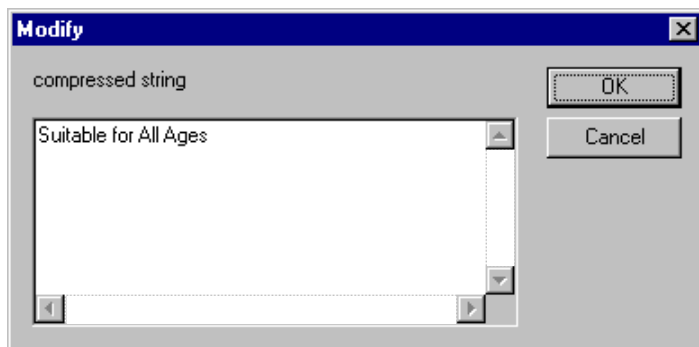 Modify
compressed string
OK
Suitable for All Ages
Cancel